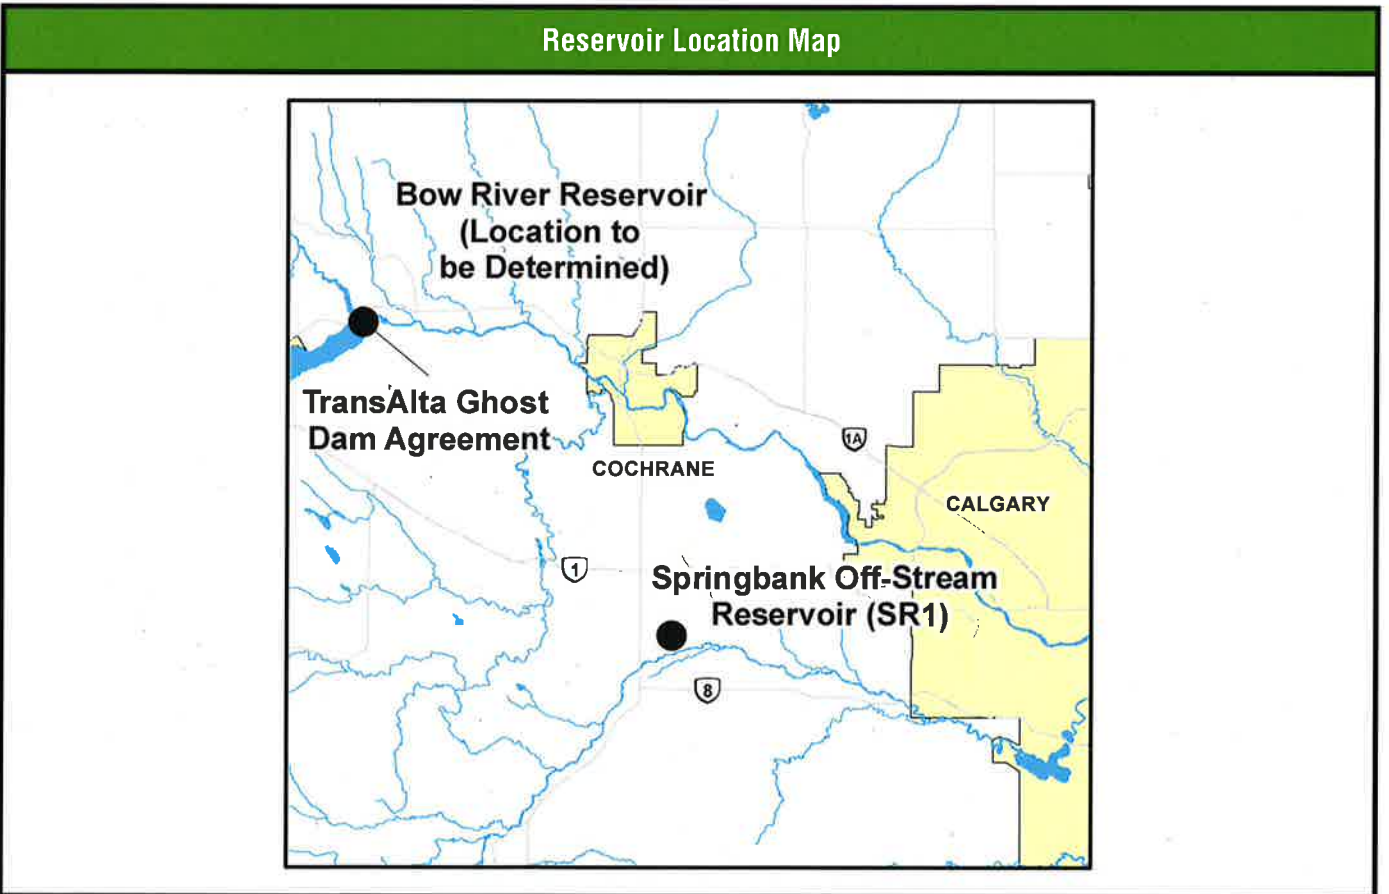 Reservoir Location Map
Bow River Reservoir
(Location to
be Determined)
TransAlta Ghost
Dam Agreement
COCHRANE
1A
CALGARY
1
Springbank Off-Stream
Reservoir (SR1)
8